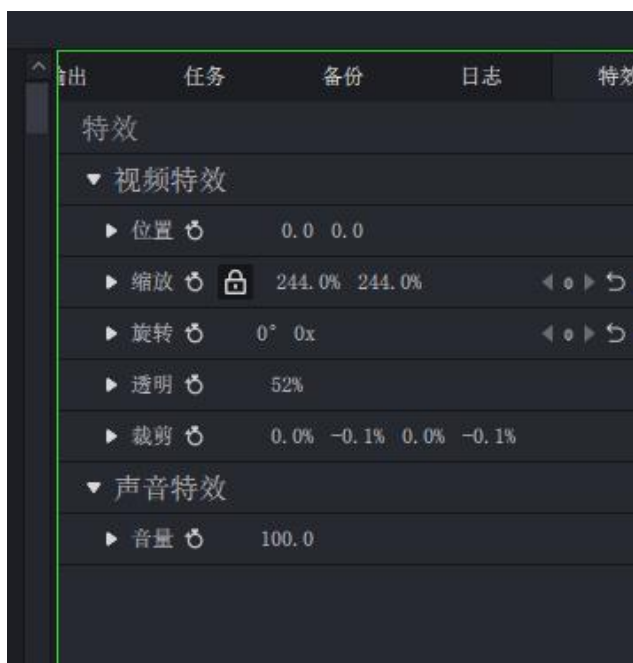 输出 任务 备份 日志 特效
特效
视频特效
位置 0.0 0.0
缩放 244.0% 244.0%
旋转 0° 0x
透明 52%
裁剪 0.0% -0.1% 0.0% -0.1%
声音特效
音量 100.0